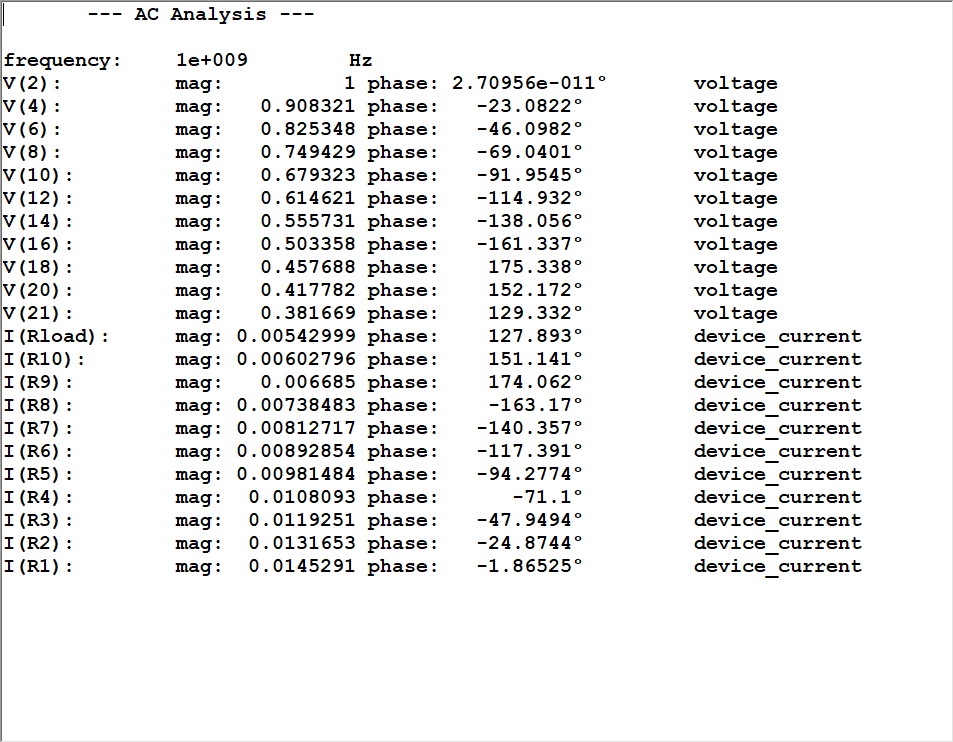 --- AC Analysis ---
frequency: 1e+009 Hz
V(2): mag: 1 phase: 2.70956e-011° voltage
V(4): mag: 0.908321 phase: -23.0822° voltage
V(6): mag: 0.825348 phase: -46.0982° voltage
V(8): mag: 0.749429 phase: -69.0401° voltage
V(10): mag: 0.679323 phase: -91.9545° voltage
V(12): mag: 0.614621 phase: -114.932° voltage
V(14): mag: 0.555731 phase: -138.056° voltage
V(16): mag: 0.503358 phase: -161.337° voltage
V(18): mag: 0.457688 phase: 175.338° voltage
V(20): mag: 0.417782 phase: 152.172° voltage
V(21): mag: 0.381669 phase: 129.332° voltage
I(Rload): mag: 0.00542999 phase: 127.893° device_current
I(R10): mag: 0.00602796 phase: 151.141° device_current
I(R9): mag: 0.006685 phase: 174.062° device_current
I(R8): mag: 0.00738483 phase: -163.17° device_current
I(R7): mag: 0.00812717 phase: -140.357° device_current
I(R6): mag: 0.00892854 phase: -117.391° device_current
I(R5): mag: 0.00981484 phase: -94.2774° device_current
I(R4): mag: 0.0108093 phase: -71.1° device_current
I(R3): mag: 0.0119251 phase: -47.9494° device_current
I(R2): mag: 0.0131653 phase: -24.8744° device_current
I(R1): mag: 0.0145291 phase: -1.86525° device_current